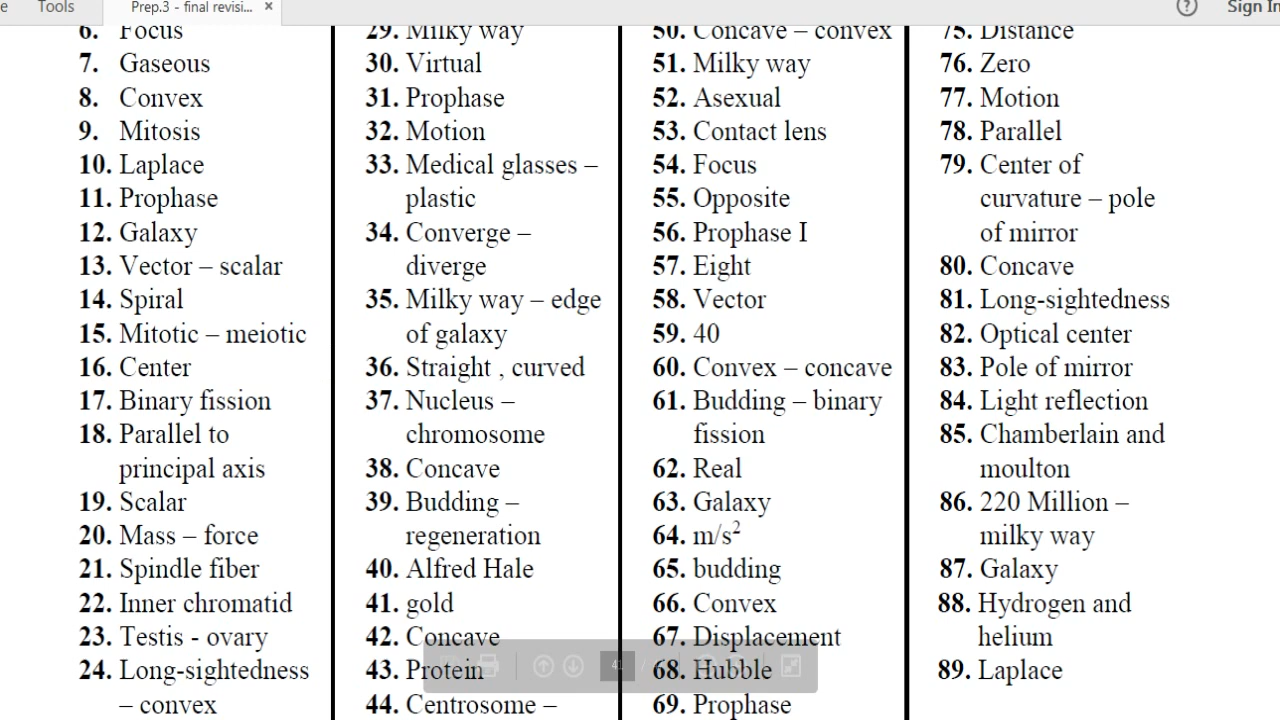 e
Tools
Prep.3 - final revisi...
×
?
Sign In
6. Focus
7. Gaseous
8. Convex
9. Mitosis
10. Laplace
11. Prophase
12. Galaxy
13. Vector – scalar
14. Spiral
15. Mitotic – meiotic
16. Center
17. Binary fission
18. Parallel to
principal axis
19. Scalar
20. Mass – force
21. Spindle fiber
22. Inner chromatid
23. Testis - ovary
24. Long-sightedness
– convex
29. Milky way
30. Virtual
31. Prophase
32. Motion
33. Medical glasses –
plastic
34. Converge –
diverge
35. Milky way – edge
of galaxy
36. Straight , curved
37. Nucleus –
chromosome
38. Concave
39. Budding –
regeneration
40. Alfred Hale
41. gold
42. Concave
43. Protein
44. Centrosome –
50. Concave – convex
51. Milky way
52. Asexual
53. Contact lens
54. Focus
55. Opposite
56. Prophase I
57. Eight
58. Vector
59. 40
60. Convex – concave
61. Budding – binary
fission
62. Real
63. Galaxy
64. m/s²
65. budding
66. Convex
67. Displacement
68. Hubble
69. Prophase
75. Distance
76. Zero
77. Motion
78. Parallel
79. Center of
curvature – pole
of mirror
80. Concave
81. Long-sightedness
82. Optical center
83. Pole of mirror
84. Light reflection
85. Chamberlain and
moulton
86. 220 Million –
milky way
87. Galaxy
88. Hydrogen and
helium
89. Laplace
41 /